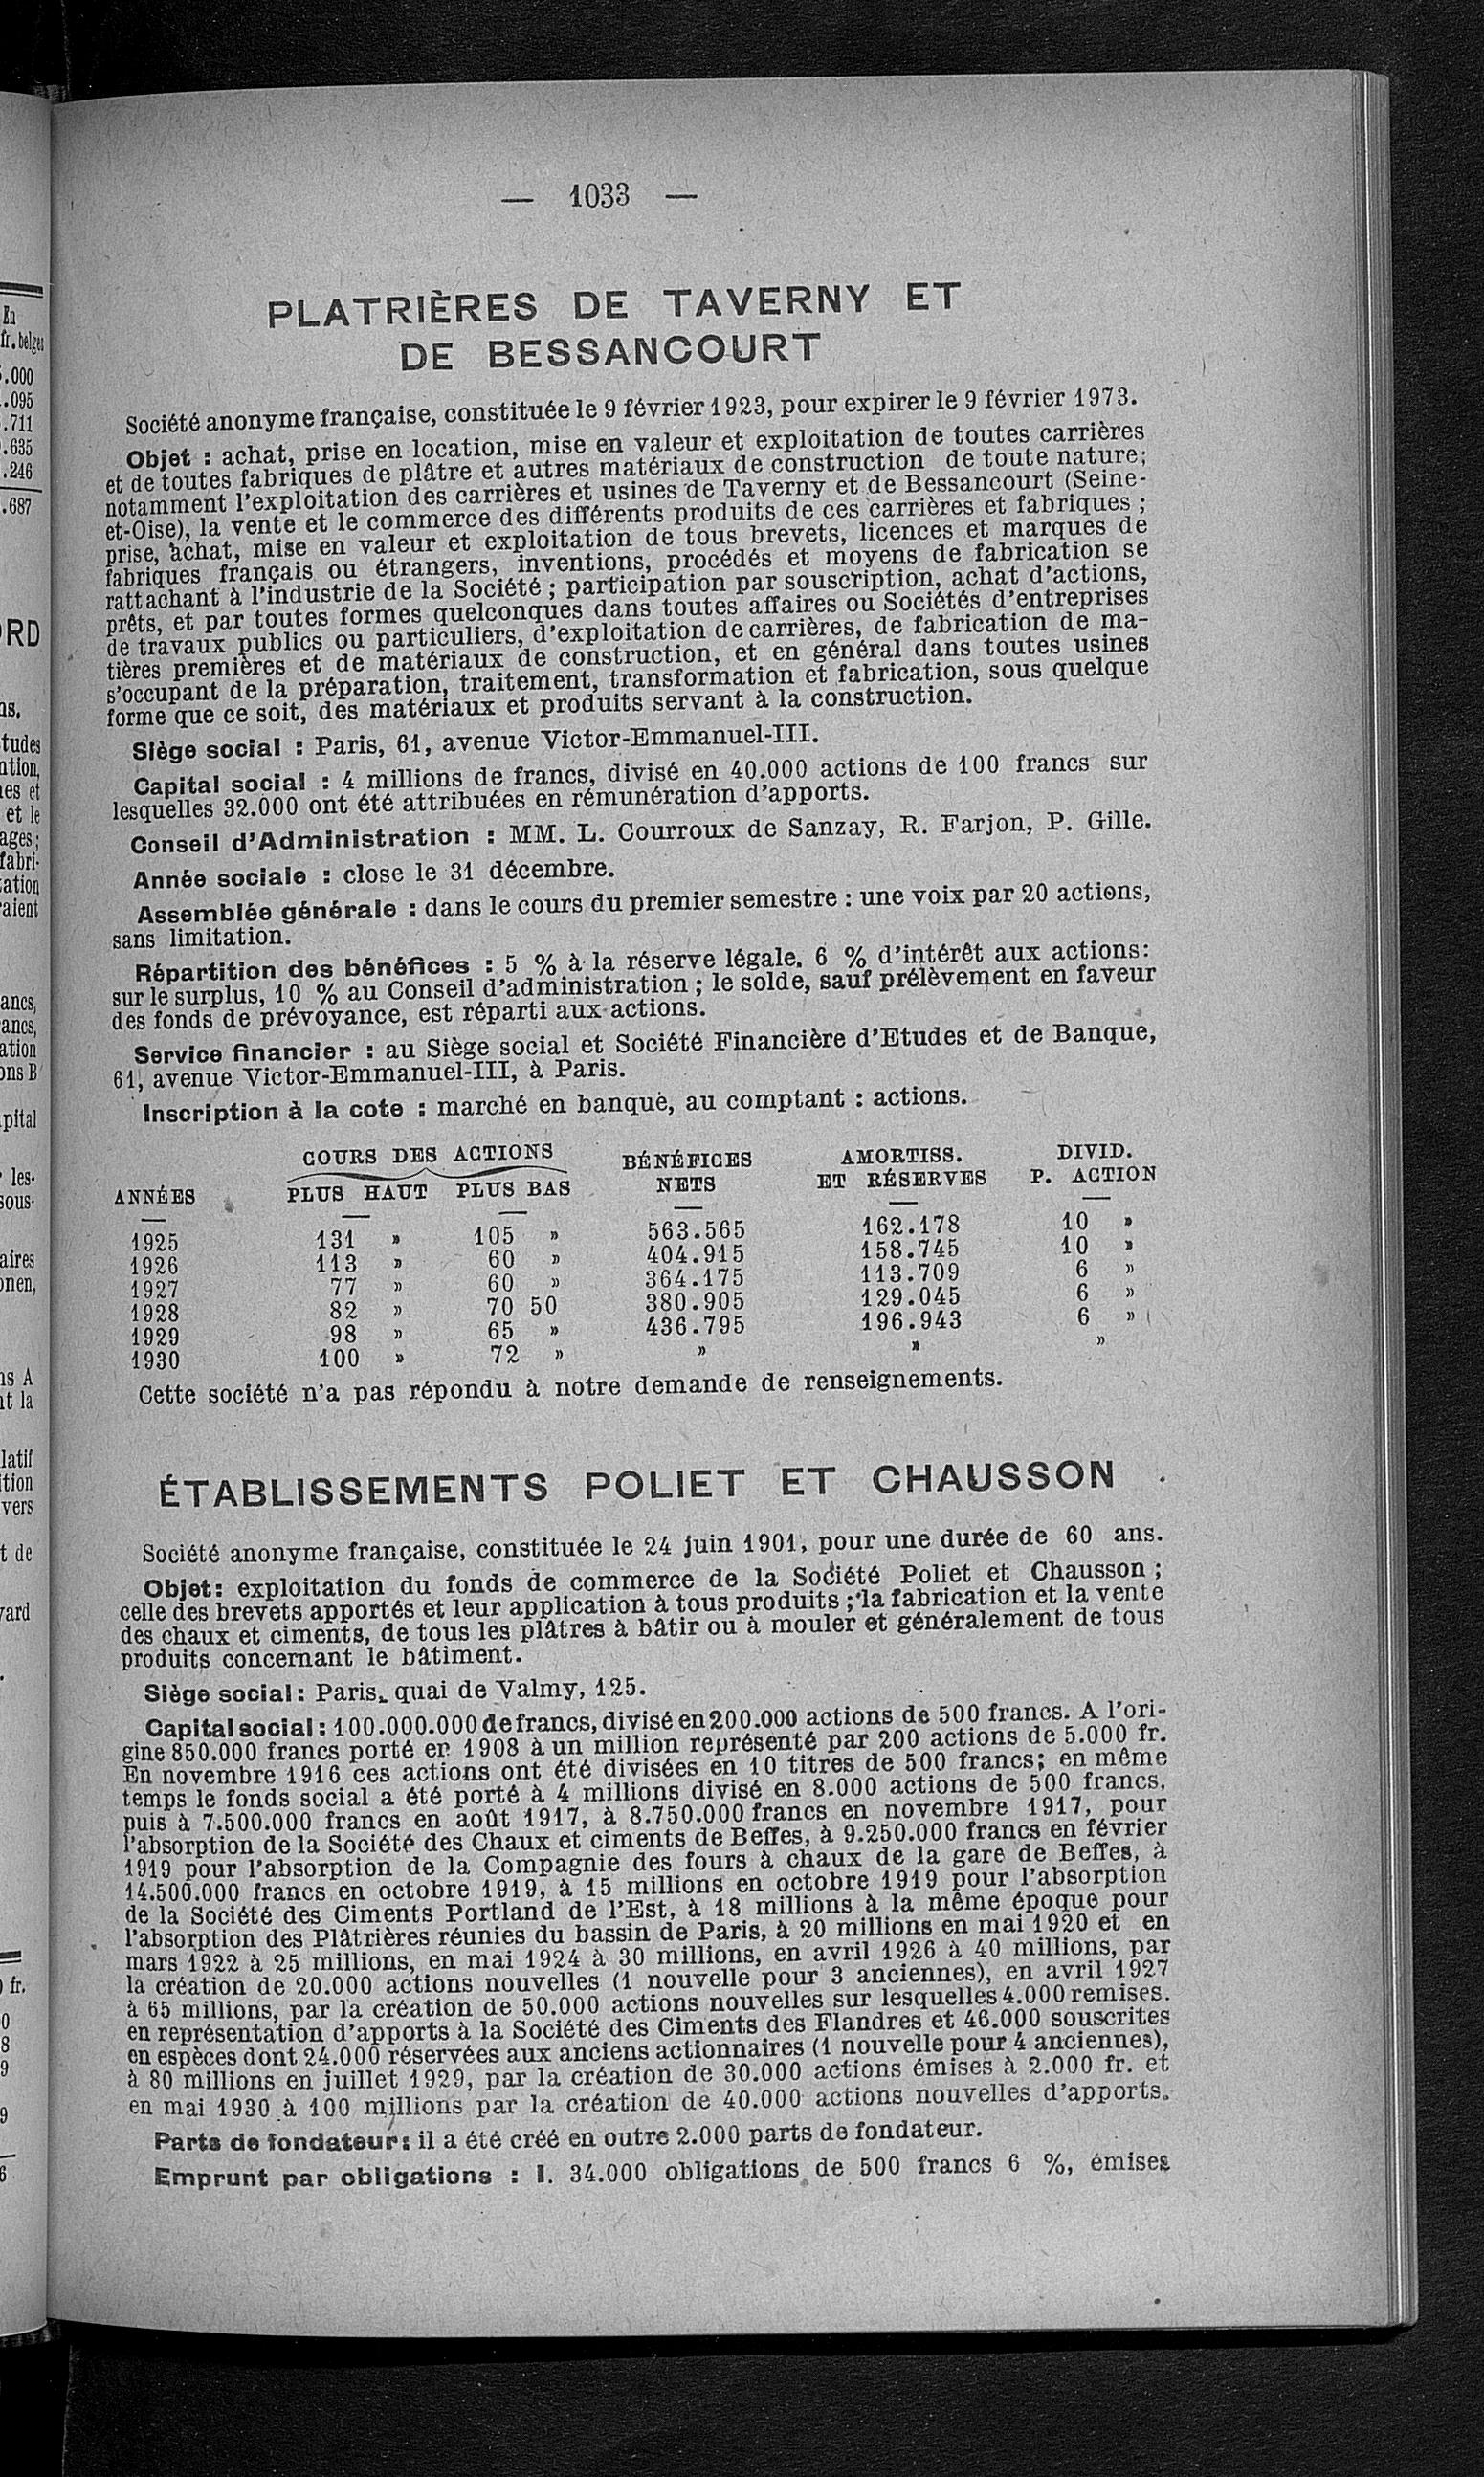 — 1033 —
PLATRIÈRES DE TAVERNY ET
DE BESSANCOURT
Société anonyme française, constituée le 9 février 1923, pour expirer le 9 février 1973.
Objet : achat, prise en location, mise en valeur et exploitation de toutes carrières
et de toutes fabriques de plâtre et autres matériaux de construction de toute nature;
notamment l'exploitation des carrières et usines de Taverny et de Bessancourt (Seine-
et-Oise), la vente et le commerce des différents produits de ces carrières et fabriques ;
prise, achat, mise en valeur et exploitation de tous brevets, licences et marques de
fabriques français ou étrangers, inventions, procédés et moyens de fabrication se
rattachant à l'industrie de la Société ; participation par souscription, achat d'actions,
prêts, et par toutes formes quelconques dans toutes affaires ou Sociétés d'entreprises
de travaux publics ou particuliers, d'exploitation de carrières, de fabrication de ma-
tières premières et de matériaux de construction, et en général dans toutes usines
s'occupant de la préparation, traitement, transformation et fabrication, sous quelque
forme que ce soit, des matériaux et produits servant à la construction.
Siège social : Paris, 61, avenue Victor-Emmanuel-III.
Capital social : 4 millions de francs, divisé en 40.000 actions de 100 francs sur
lesquelles 32.000 ont été attribuées en rémunération d'apports.
Conseil d'Administration : MM. L. Courroux de Sanzay, R. Farjon, P. Gille.
Année sociale : close le 31 décembre.
Assemblée générale : dans le cours du premier semestre : une voix par 20 actions,
sans limitation.
Répartition des bénéfices : 5 % à la réserve légale. 6 % d'intérêt aux actions:
sur le surplus, 10 % au Conseil d'administration ; le solde, sauf prélèvement en faveur
des fonds de prévoyance, est réparti aux actions.
Service financier : au Siège social et Société Financière d'Etudes et de Banque,
61, avenue Victor-Emmanuel-III, à Paris.
Inscription à la cote : marché en banque, au comptant : actions.
COURS DES ACTIONS BÉNÉFICES AMORTISS. DIVID.
ANNÉES PLUS HAUT PLUS BAS NETS ET RÉSERVES P. ACTION
1925 131 » 105 » 563.565 162.178 10 »
1926 113 » 60 » 404.915 158.745 10 »
1927 77 » 60 » 364.175 113.709 6 »
1928 82 » 70 50 380.905 129.045 6 »
1929 98 » 65 » 436.795 196.943 6 »
1930 100 » 72 » » » »
Cette société n'a pas répondu à notre demande de renseignements.
ÉTABLISSEMENTS POLIET ET CHAUSSON
Société anonyme française, constituée le 24 juin 1901, pour une durée de 60 ans.
Objet: exploitation du fonds de commerce de la Société Poliet et Chausson ;
celle des brevets apportés et leur application à tous produits ; la fabrication et la vente
des chaux et ciments, de tous les plâtres à bâtir ou à mouler et généralement de tous
produits concernant le bâtiment.
Siège social: Paris, quai de Valmy, 125.
Capital social: 100.000.000 de francs, divisé en 200.000 actions de 500 francs. A l'ori-
gine 850.000 francs porté en 1908 à un million représenté par 200 actions de 5.000 fr.
En novembre 1916 ces actions ont été divisées en 10 titres de 500 francs; en même
temps le fonds social a été porté à 4 millions divisé en 8.000 actions de 500 francs,
puis à 7.500.000 francs en août 1917, à 8.750.000 francs en novembre 1917, pour
l'absorption de la Société des Chaux et ciments de Beffes, à 9.250.000 francs en février
1919 pour l'absorption de la Compagnie des fours à chaux de la gare de Beffes, à
14.500.000 francs en octobre 1919, à 15 millions en octobre 1919 pour l'absorption
de la Société des Ciments Portland de l'Est, à 18 millions à la même époque pour
l'absorption des Plâtrières réunies du bassin de Paris, à 20 millions en mai 1920 et en
mars 1922 à 25 millions, en mai 1924 à 30 millions, en avril 1926 à 40 millions, par
la création de 20.000 actions nouvelles (1 nouvelle pour 3 anciennes), en avril 1927
à 65 millions, par la création de 50.000 actions nouvelles sur lesquelles 4.000 remises.
en représentation d'apports à la Société des Ciments des Flandres et 46.000 souscrites
en espèces dont 24.000 réservées aux anciens actionnaires (1 nouvelle pour 4 anciennes),
à 80 millions en juillet 1929, par la création de 30.000 actions émises à 2.000 fr. et
en mai 1930 à 100 millions par la création de 40.000 actions nouvelles d'apports.
Parts de fondateur: il a été créé en outre 2.000 parts de fondateur.
Emprunt par obligations : I. 34.000 obligations de 500 francs 6 %, émises